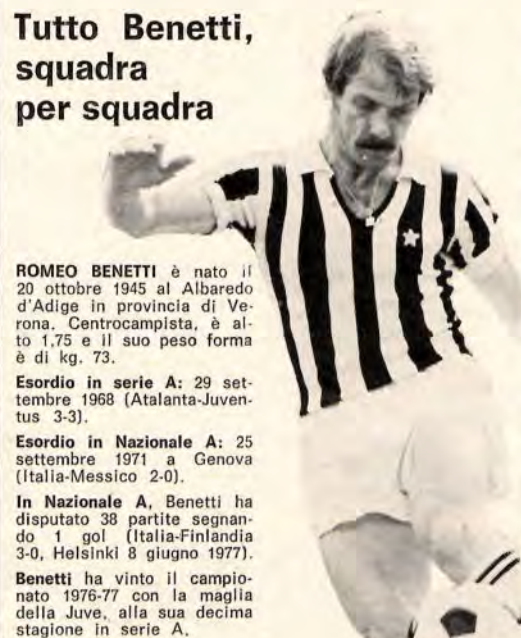 Tutto Benetti,
squadra
per squadra
ROMEO BENETTI è nato il
20 ottobre 1945 al Albaredo
d'Adige in provincia di Ve-
rona. Centrocampista, è al-
to 1,75 e il suo peso forma
è di kg. 73.
Esordio in serie A: 29 set-
tembre 1968 (Atalanta-Juven-
tus 3-3).
Esordio in Nazionale A: 25
settembre 1971 a Genova
(Italia-Messico 2-0).
In Nazionale A, Benetti ha
disputato 38 partite segnan-
do 1 gol (Italia-Finlandia
3-0, Helsinki 8 giugno 1977).
Benetti ha vinto il campio-
nato 1976-77 con la maglia
della Juve, alla sua decima
stagione in serie A.